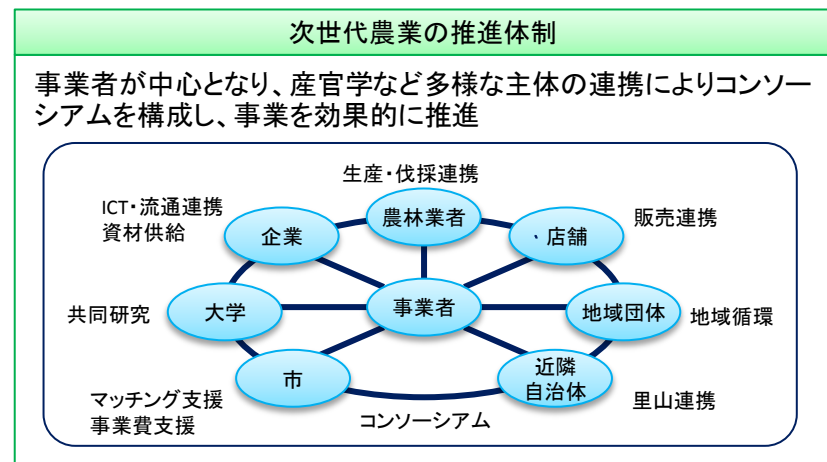 次世代農業の推進体制
事業者が中心となり、産官学など多様な主体の連携によりコンソー
シアムを構成し、事業を効果的に推進
生産・伐採連携
ICT・流通連携
資材供給
企業
農林業者
、店舗
販売連携
共同研究
大学
事業者
地域団体
地域循環
市
近隣
自治体
マッチング支援
事業費支援
コンソーシアム
里山連携